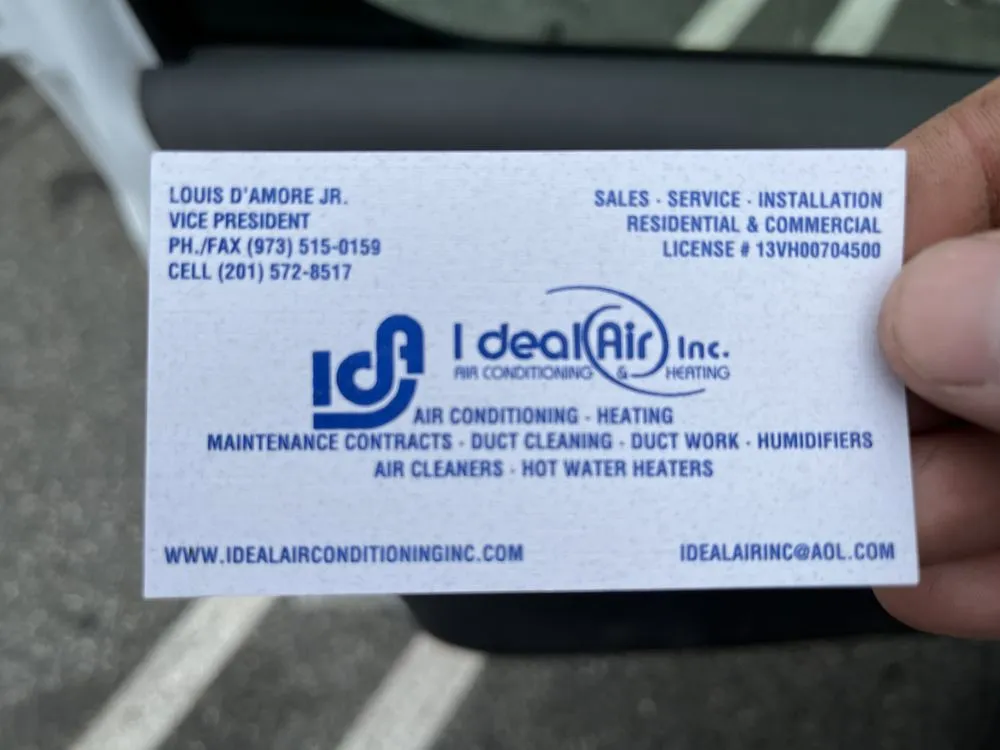 LOUIS D'AMORE JR.
VICE PRESIDENT
PH./FAX (973) 515-0159
CELL (201) 572-8517
SALES · SERVICE · INSTALLATION
RESIDENTIAL & COMMERCIAL
LICENSE # 13VH00704500
IdA
Ideal Air Inc.
AIR CONDITIONING & HEATING
AIR CONDITIONING · HEATING
MAINTENANCE CONTRACTS · DUCT CLEANING · DUCT WORK · HUMIDIFIERS
AIR CLEANERS · HOT WATER HEATERS
WWW.IDEALAIRCONDITIONINGINC.COM
IDEALAIRINC@AOL.COM